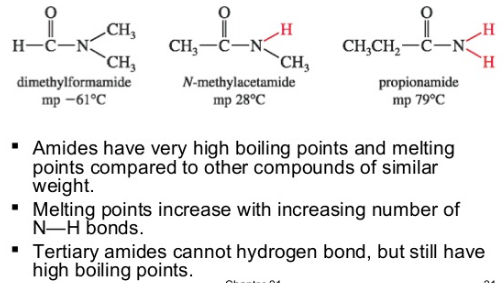 O O O
CH3 H H
H—C—N CH3—C—N CH3CH2—C—N
CH3 CH3 H
dimethylformamide N-methylacetamide propionamide
mp −61°C mp 28°C mp 79°C
▪ Amides have very high boiling points and melting
points compared to other compounds of similar
weight.
▪ Melting points increase with increasing number of
N—H bonds.
▪ Tertiary amides cannot hydrogen bond, but still have
high boiling points.